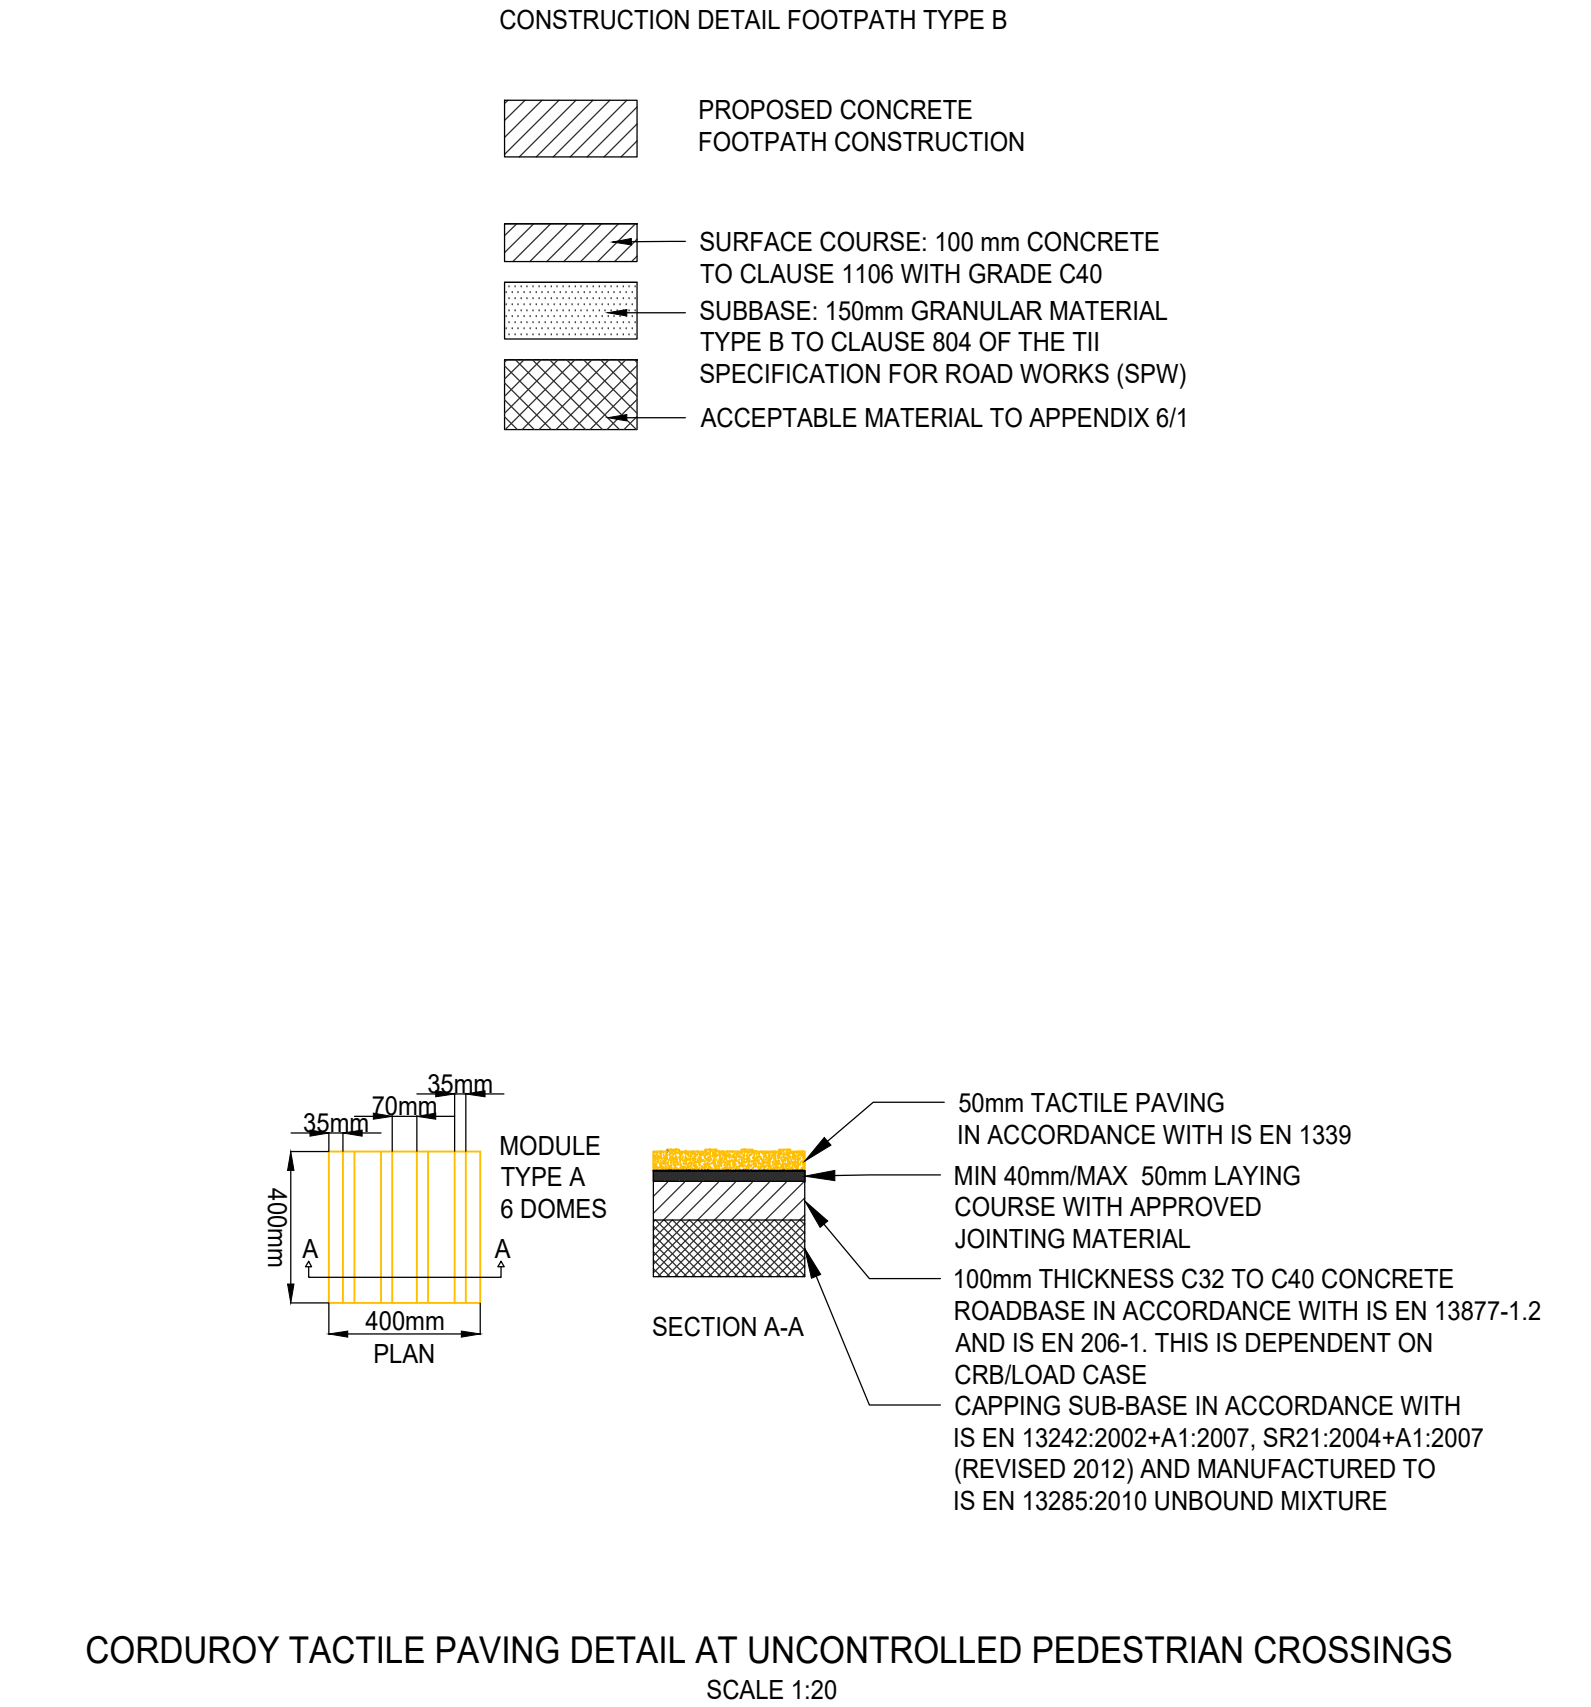 CONSTRUCTION DETAIL FOOTPATH TYPE B
PROPOSED CONCRETE
FOOTPATH CONSTRUCTION
SURFACE COURSE: 100 mm CONCRETE
TO CLAUSE 1106 WITH GRADE C40
SUBBASE: 150mm GRANULAR MATERIAL
TYPE B TO CLAUSE 804 OF THE TII
SPECIFICATION FOR ROAD WORKS (SPW)
ACCEPTABLE MATERIAL TO APPENDIX 6/1
35mm
70mm
35mm
400mm
A
A
400mm
PLAN
MODULE
TYPE A
6 DOMES
SECTION A-A
50mm TACTILE PAVING
IN ACCORDANCE WITH IS EN 1339
MIN 40mm/MAX 50mm LAYING
COURSE WITH APPROVED
JOINTING MATERIAL
100mm THICKNESS C32 TO C40 CONCRETE
ROADBASE IN ACCORDANCE WITH IS EN 13877-1.2
AND IS EN 206-1. THIS IS DEPENDENT ON
CRB/LOAD CASE
CAPPING SUB-BASE IN ACCORDANCE WITH
IS EN 13242:2002+A1:2007, SR21:2004+A1:2007
(REVISED 2012) AND MANUFACTURED TO
IS EN 13285:2010 UNBOUND MIXTURE
CORDUROY TACTILE PAVING DETAIL AT UNCONTROLLED PEDESTRIAN CROSSINGS
SCALE 1:20